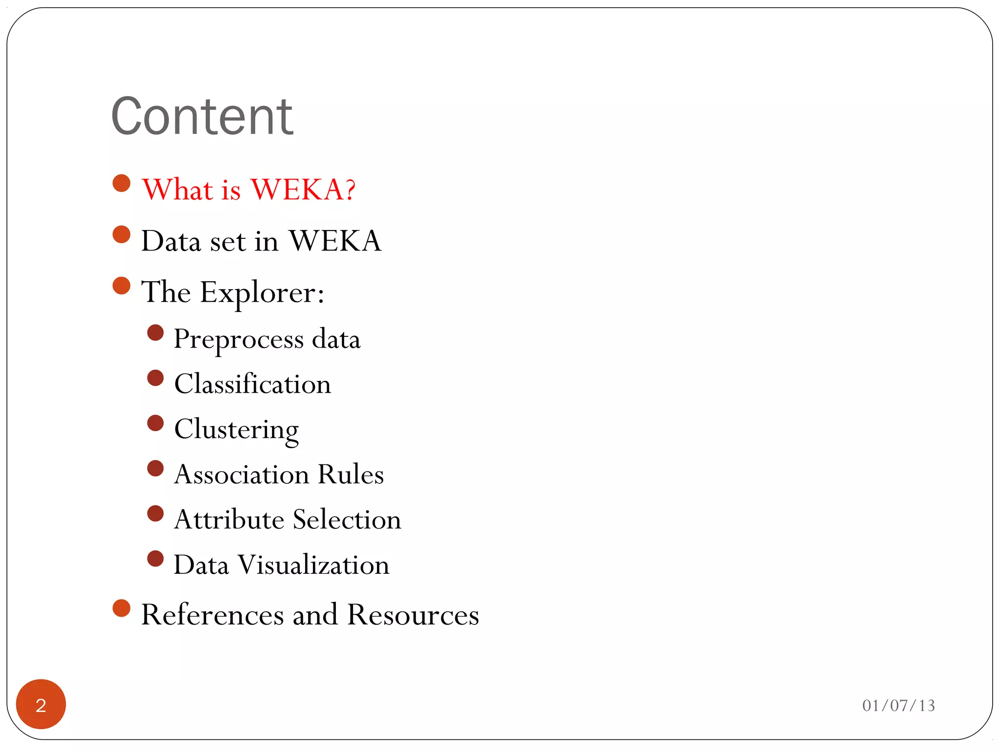 Content
What is WEKA?
Data set in WEKA
The Explorer:
Preprocess data
Classification
Clustering
Association Rules
Attribute Selection
Data Visualization
References and Resources
2
01/07/13